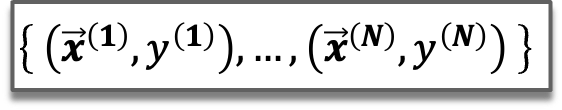 { (x⃗⁽¹⁾, y⁽¹⁾), … , (x⃗⁽ᴺ⁾, y⁽ᴺ⁾) }